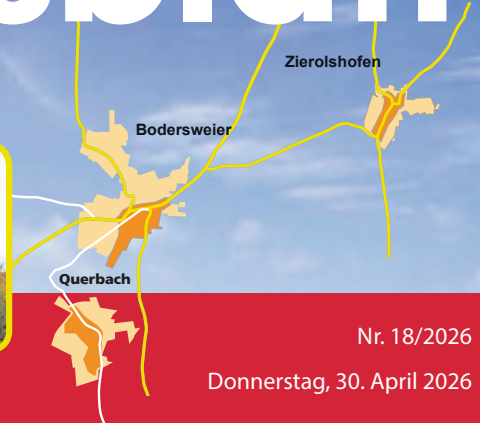 Zierolshofen
Bodersweier
Querbach
Nr. 18/2026
Donnerstag, 30. April 2026